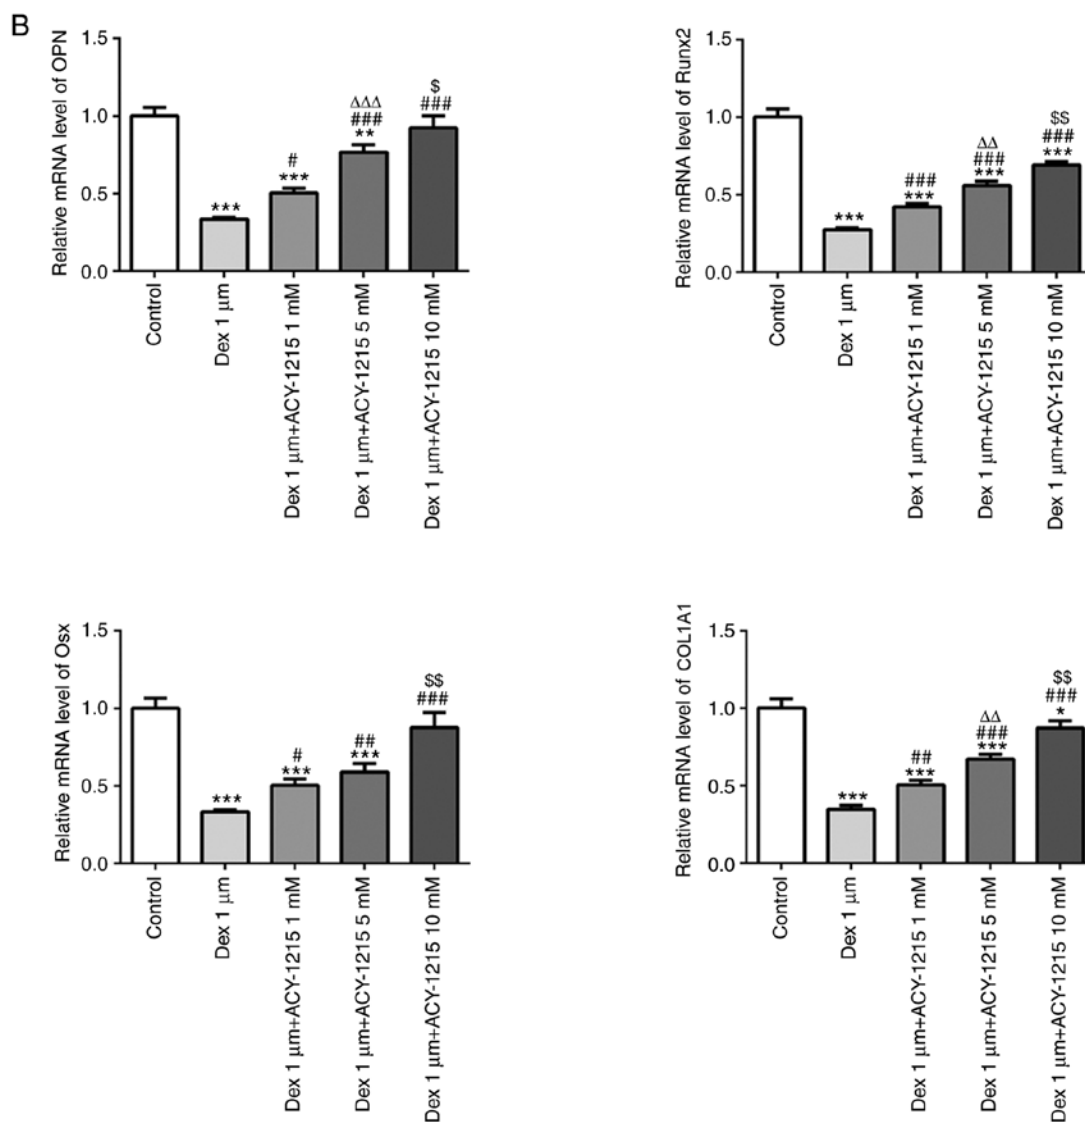 B
Relative mRNA level of OPN
1.5
1.0
0.5
0.0
***
#
***
ΔΔΔ
###
**
$
###
Control
Dex 1 μm
Dex 1 μm+ACY-1215 1 mM
Dex 1 μm+ACY-1215 5 mM
Dex 1 μm+ACY-1215 10 mM
Relative mRNA level of Runx2
1.5
1.0
0.5
0.0
***
###
***
ΔΔ
###
***
$$
###
***
Control
Dex 1 μm
Dex 1 μm+ACY-1215 1 mM
Dex 1 μm+ACY-1215 5 mM
Dex 1 μm+ACY-1215 10 mM
Relative mRNA level of Osx
1.5
1.0
0.5
0.0
***
#
***
##
***
$$
###
Control
Dex 1 μm
Dex 1 μm+ACY-1215 1 mM
Dex 1 μm+ACY-1215 5 mM
Dex 1 μm+ACY-1215 10 mM
Relative mRNA level of COL1A1
1.5
1.0
0.5
0.0
***
##
***
ΔΔ
###
***
$$
###
*
Control
Dex 1 μm
Dex 1 μm+ACY-1215 1 mM
Dex 1 μm+ACY-1215 5 mM
Dex 1 μm+ACY-1215 10 mM